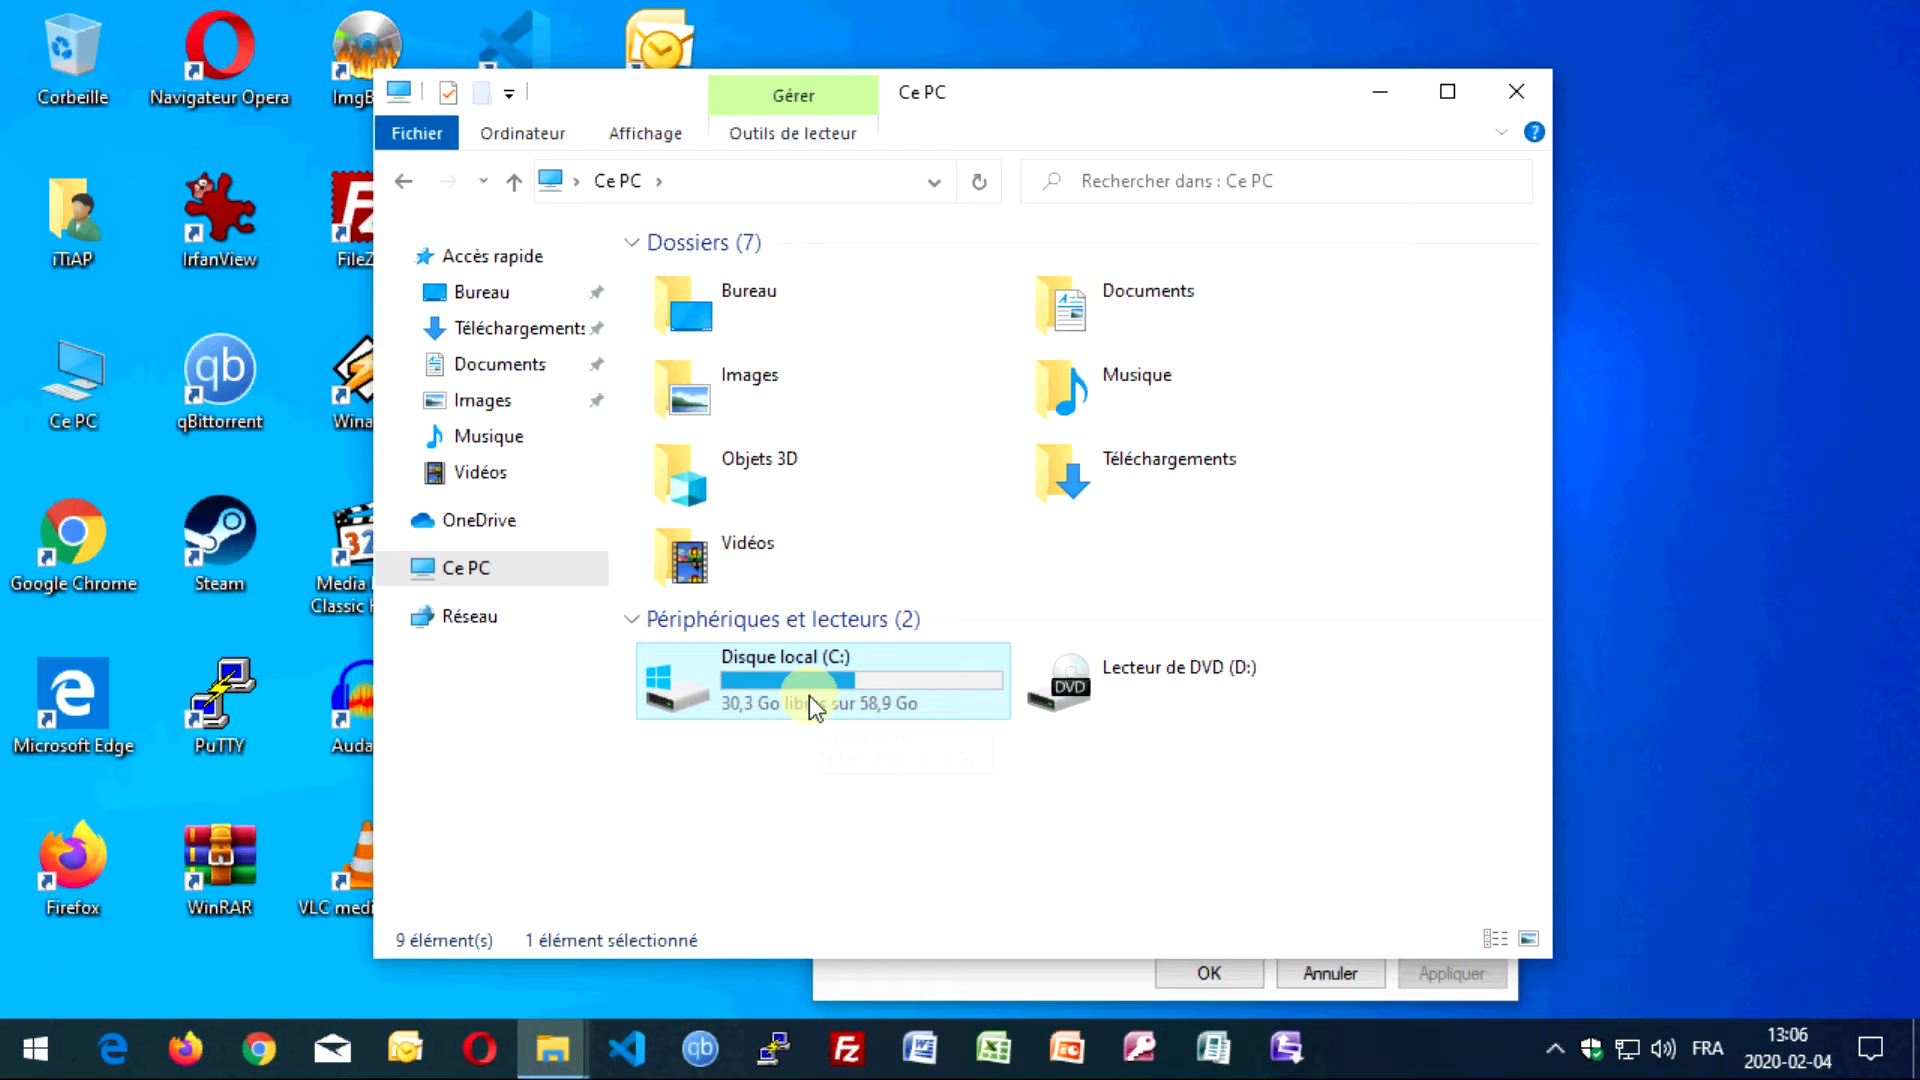 Corbeille
Navigateur Opera
ImgB
iTiAP
IrfanView
FileZ
Ce PC
qBittorrent
Wina
Google Chrome
Steam
Media
Classic H
Microsoft Edge
PuTTY
Auda
Firefox
WinRAR
VLC medi
Gérer
Ce PC
Fichier
Ordinateur
Affichage
Outils de lecteur
Ce PC
Rechercher dans : Ce PC
Accès rapide
Bureau
Téléchargements
Documents
Images
Musique
Vidéos
OneDrive
Ce PC
Réseau
Dossiers (7)
Bureau
Documents
Images
Musique
Objets 3D
Téléchargements
Vidéos
Périphériques et lecteurs (2)
Disque local (C:)
30,3 Go libres sur 58,9 Go
DVD
Lecteur de DVD (D:)
9 élément(s)
1 élément sélectionné
OK
Annuler
Appliquer
FRA
13:06
2020-02-04